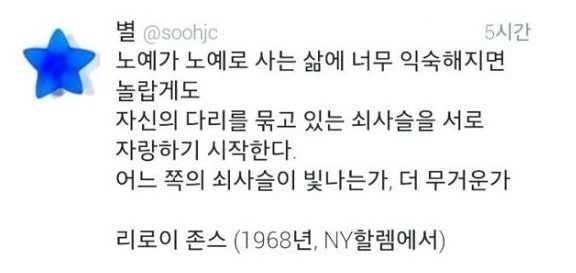 별 @soohjc 5시간
노예가 노예로 사는 삶에 너무 익숙해지면
놀랍게도
자신의 다리를 묶고 있는 쇠사슬을 서로
자랑하기 시작한다.
어느 쪽의 쇠사슬이 빛나는가, 더 무거운가
리로이 존스 (1968년, NY할렘에서)